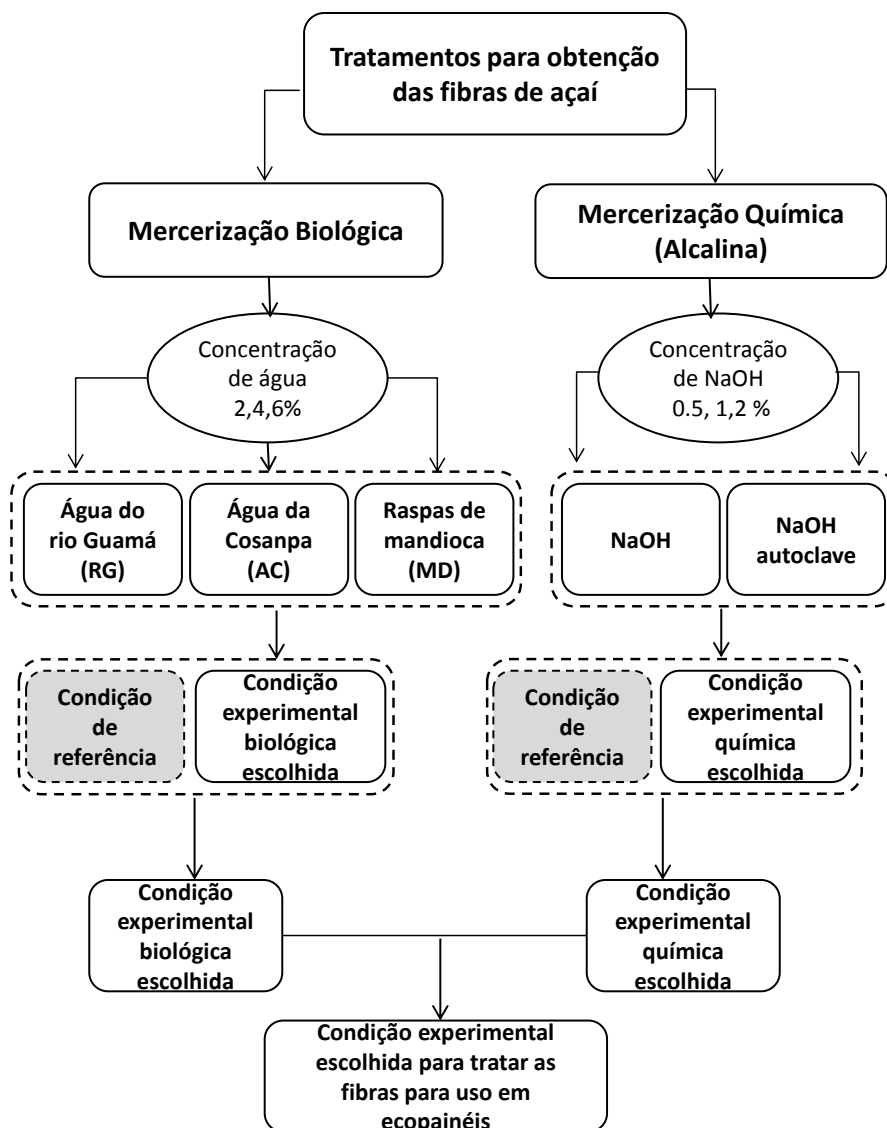 Tratamentos para obtenção
das fibras de açaí
Mercerização Biológica
Mercerização Química
(Alcalina)
Concentração
de água
2,4,6%
Concentração
de NaOH
0.5, 1,2 %
Água do
rio Guamá
(RG)
Água da
Cosanpa
(AC)
Raspas de
mandioca
(MD)
NaOH
NaOH
autoclave
Condição
de
referência
Condição
experimental
biológica
escolhida
Condição
de
referência
Condição
experimental
química
escolhida
Condição
experimental
biológica
escolhida
Condição
experimental
química
escolhida
Condição experimental
escolhida para tratar as
fibras para uso em
ecopainéis